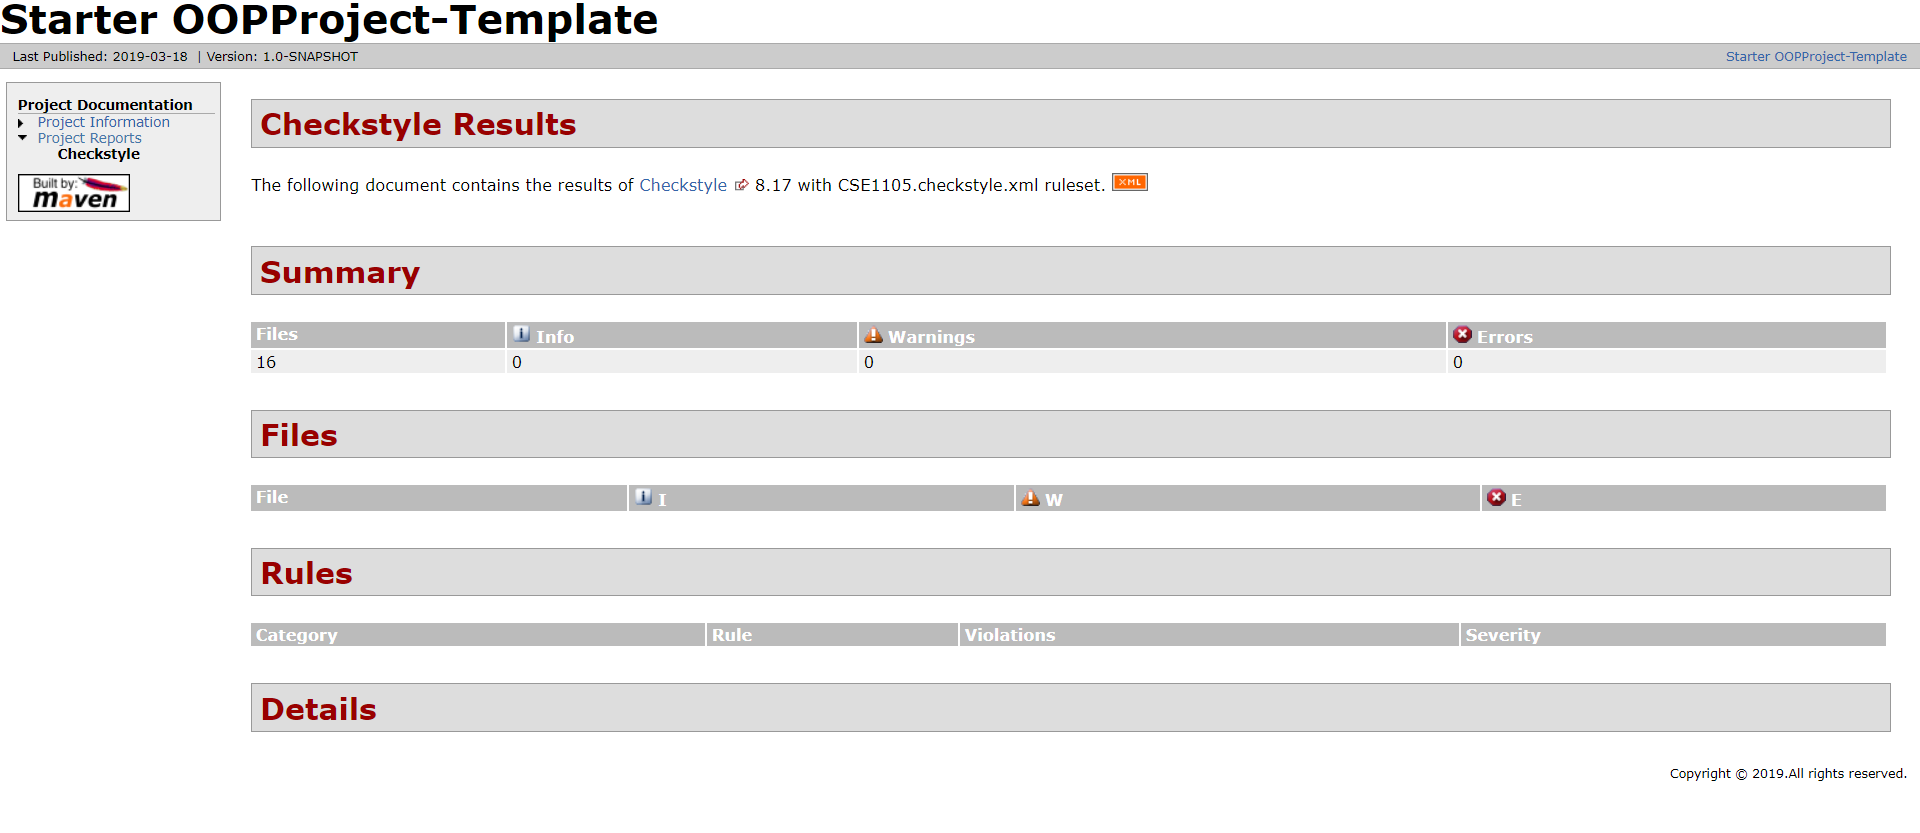 Starter OOPProject-Template
Last Published: 2019-03-18 | Version: 1.0-SNAPSHOT
Starter OOPProject-Template
Project Documentation
Project Information
Project Reports
Checkstyle
Built by:
maven
Checkstyle Results
The following document contains the results of Checkstyle 8.17 with CSE1105.checkstyle.xml ruleset. XML
Summary
Files Info Warnings Errors
16 0 0 0
Files
File I W E
Rules
Category Rule Violations Severity
Details
Copyright © 2019.All rights reserved.